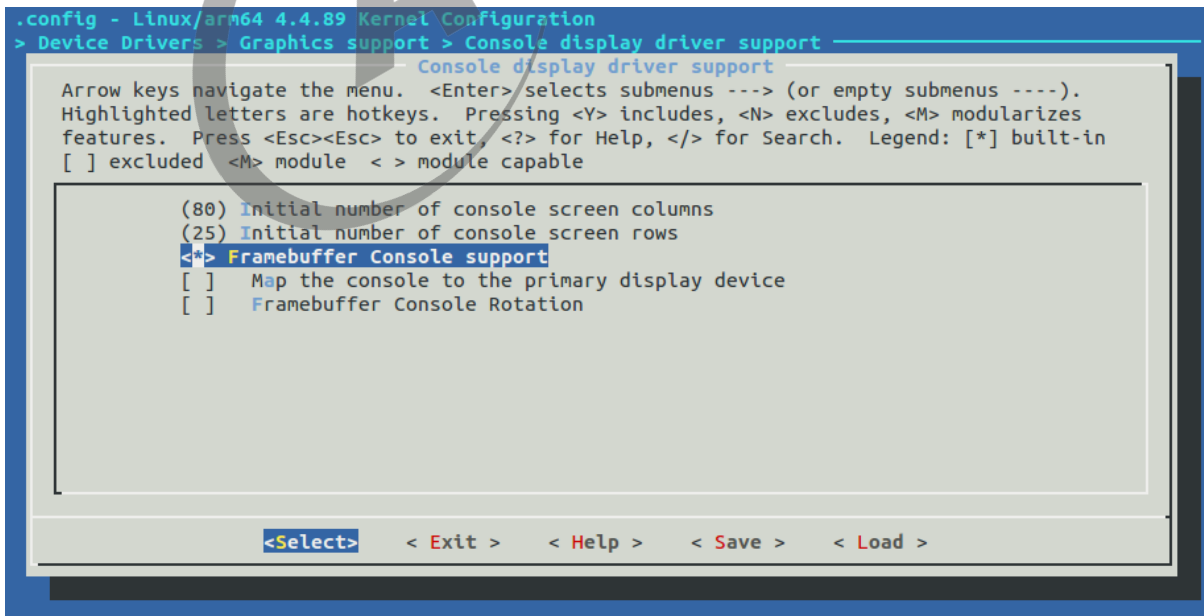 .config - Linux/arm64 4.4.89 Kernel Configuration
> Device Drivers > Graphics support > Console display driver support
Console display driver support
Arrow keys navigate the menu.  <Enter> selects submenus ---> (or empty submenus ----).
Highlighted letters are hotkeys.  Pressing <Y> includes, <N> excludes, <M> modularizes
features.  Press <Esc><Esc> to exit, <?> for Help, </> for Search.  Legend: [*] built-in
[ ] excluded  <M> module  < > module capable
(80) Initial number of console screen columns
(25) Initial number of console screen rows
<*> Framebuffer Console support
[ ]   Map the console to the primary display device
[ ]   Framebuffer Console Rotation
<Select>    < Exit >    < Help >    < Save >    < Load >